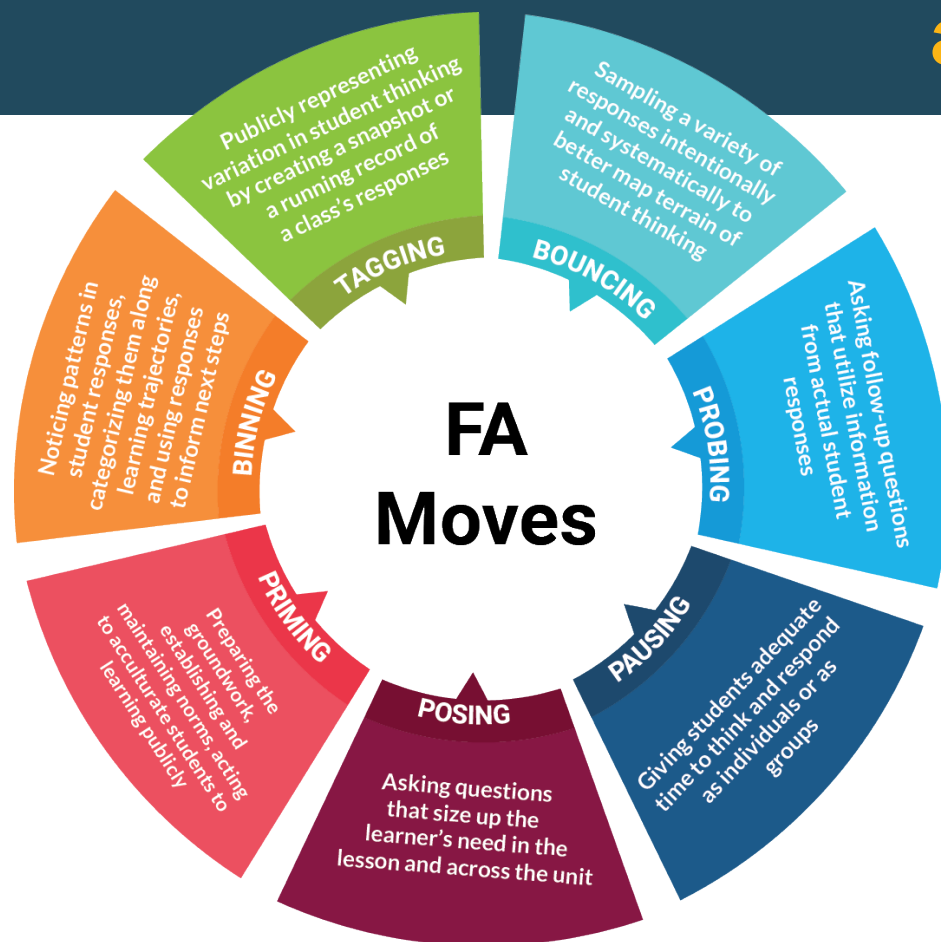 Publicly representing
variation in student thinking
by creating a snapshot or
a running record of
a class's responses
TAGGING
Sampling a variety of
responses intentionally
and systematically to
better map terrain of
student thinking
BOUNCING
Asking follow-up questions
that utilize information
from actual student
responses
PROBING
Giving students adequate
time to think and respond
as individuals or as
groups
PAUSING
Asking questions
that size up the
learner's need in the
lesson and across the unit
POSING
Preparing the
groundwork,
establishing and
maintaining norms, acting
to acculturate students to
learning publicly
PRIMING
Noticing patterns in
student responses,
categorizing them along
learning trajectories,
and using responses
to inform next steps
BINNING
FA
Moves